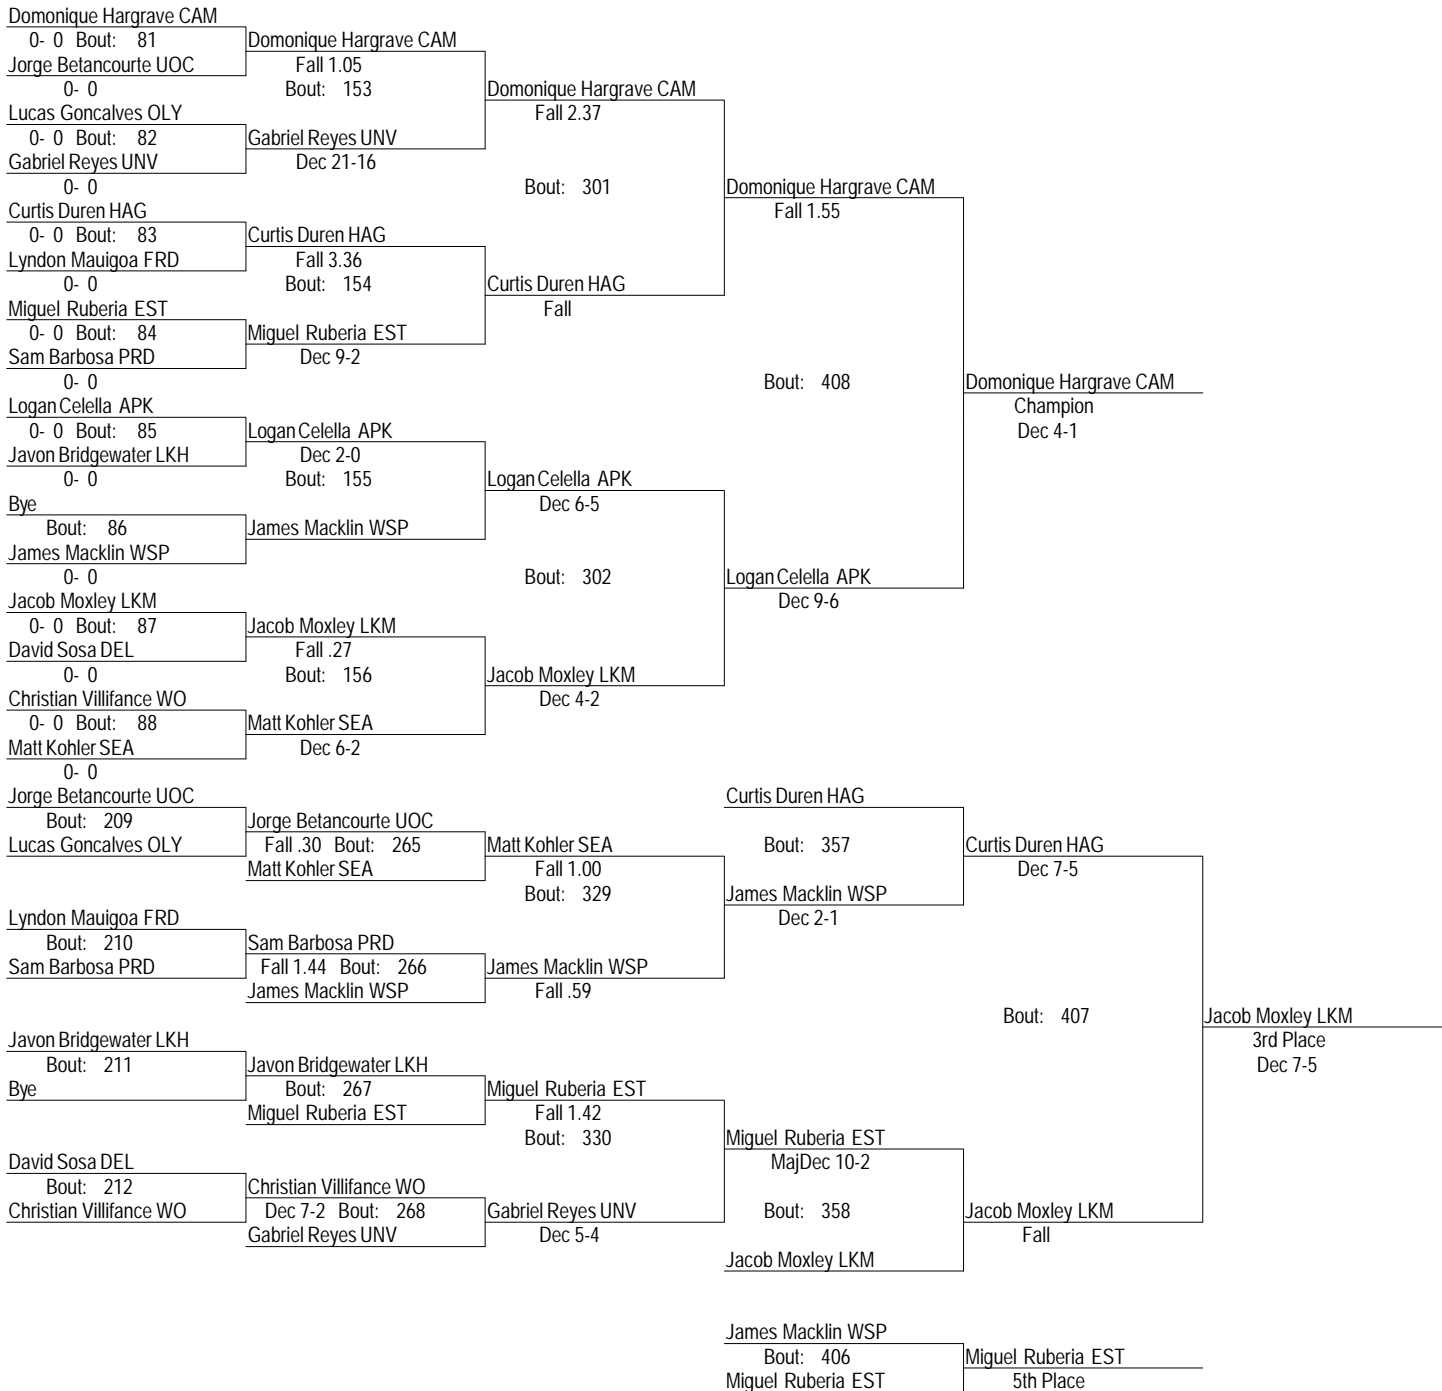 Domonique Hargrave CAM
0- 0 Bout: 81
Jorge Betancourte UOC
0- 0
Lucas Goncalves OLY
0- 0 Bout: 82
Gabriel Reyes UNV
0- 0
Curtis Duren HAG
0- 0 Bout: 83
Lyndon Mauigoa FRD
0- 0
Miguel Ruberia EST
0- 0 Bout: 84
Sam Barbosa PRD
0- 0
Logan Celella APK
0- 0 Bout: 85
Javon Bridgewater LKH
0- 0
Bye
Bout: 86
James Macklin WSP
0- 0
Jacob Moxley LKM
0- 0 Bout: 87
David Sosa DEL
0- 0
Christian Villifance WO
0- 0 Bout: 88
Matt Kohler SEA
0- 0
Domonique Hargrave CAM
Fall 1.05
Bout: 153
Gabriel Reyes UNV
Dec 21-16
Curtis Duren HAG
Fall 3.36
Bout: 154
Miguel Ruberia EST
Dec 9-2
Logan Celella APK
Dec 2-0
Bout: 155
James Macklin WSP
Jacob Moxley LKM
Fall .27
Bout: 156
Matt Kohler SEA
Dec 6-2
Domonique Hargrave CAM
Fall 2.37
Bout: 301
Curtis Duren HAG
Fall
Logan Celella APK
Dec 6-5
Bout: 302
Jacob Moxley LKM
Dec 4-2
Domonique Hargrave CAM
Fall 1.55
Bout: 408
Logan Celella APK
Dec 9-6
Domonique Hargrave CAM
Champion
Dec 4-1
Jorge Betancourte UOC
Bout: 209
Lucas Goncalves OLY
Lyndon Mauigoa FRD
Bout: 210
Sam Barbosa PRD
Javon Bridgewater LKH
Bout: 211
Bye
David Sosa DEL
Bout: 212
Christian Villifance WO
Jorge Betancourte UOC
Fall .30 Bout: 265
Matt Kohler SEA
Sam Barbosa PRD
Fall 1.44 Bout: 266
James Macklin WSP
Javon Bridgewater LKH
Bout: 267
Miguel Ruberia EST
Christian Villifance WO
Dec 7-2 Bout: 268
Gabriel Reyes UNV
Matt Kohler SEA
Fall 1.00
Bout: 329
James Macklin WSP
Fall .59
Miguel Ruberia EST
Fall 1.42
Bout: 330
Gabriel Reyes UNV
Dec 5-4
Curtis Duren HAG
Bout: 357
James Macklin WSP
Dec 2-1
Miguel Ruberia EST
MajDec 10-2
Bout: 358
Jacob Moxley LKM
Curtis Duren HAG
Dec 7-5
Bout: 407
Jacob Moxley LKM
Fall
Jacob Moxley LKM
3rd Place
Dec 7-5
James Macklin WSP
Bout: 406
Miguel Ruberia EST
Miguel Ruberia EST
5th Place